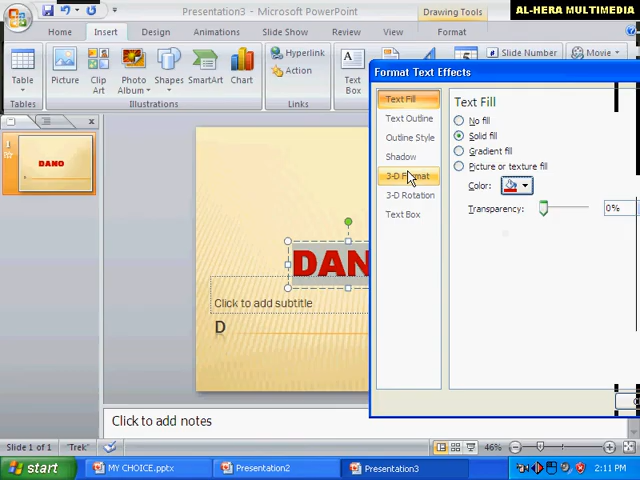 Presentation3 - Microsoft PowerPoint
Drawing Tools
AL-HERA MULTIMEDIA
Home
Insert
Design
Animations
Slide Show
Review
View
Format
Table
Picture
Clip Art
Photo Album
Shapes
SmartArt
Chart
Hyperlink
Action
Text Box
Slide Number
Movie
Tables
Illustrations
Links
Format Text Effects
Text Fill
Text Outline
Outline Style
Shadow
3-D Format
3-D Rotation
Text Box
Text Fill
No fill
Solid fill
Gradient fill
Picture or texture fill
Color:
Transparency:
0%
1
DANO
DAN
Click to add subtitle
D
Click to add notes
Slide 1 of 1
"Trek"
46%
start
MY CHOICE.pptx
Presentation2
Presentation3
2:11 PM